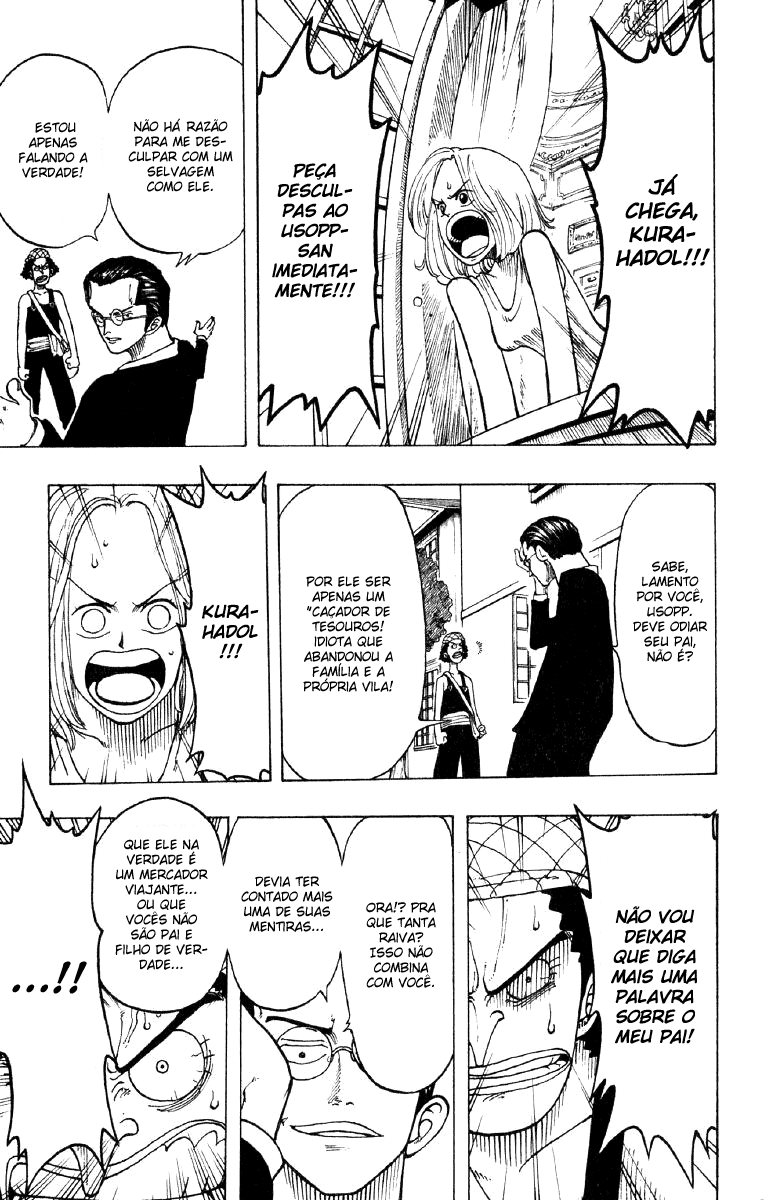 JÁ
CHEGA,
KURA-
HADOL!!!
PEÇA
DESCUL-
PAS AO
USOPP-
SAN
IMEDIATA-
MENTE!!!
NÃO HÁ RAZÃO
PARA ME DES-
CULPAR COM UM
SELVAGEM
COMO ELE.
ESTOU
APENAS
FALANDO A
VERDADE!
SABE,
LAMENTO
POR VOCÊ,
USOPP.
DEVE ODIAR
SEU PAI,
NÃO É?
POR ELE SER
APENAS UM
"CAÇADOR DE
TESOUROS!
IDIOTA QUE
ABANDONOU A
FAMÍLIA E A
PRÓPRIA VILA!
KURA-
HADOL
!!!
NÃO VOU
DEIXAR
QUE DIGA
MAIS UMA
PALAVRA
SOBRE O
MEU PAI!
ORA!? PRA
QUE TANTA
RAIVA?
ISSO NÃO
COMBINA
COM VOCÊ.
DEVIA TER
CONTADO MAIS
UMA DE SUAS
MENTIRAS...
QUE ELE NA
VERDADE É
UM MERCADOR
VIAJANTE...
OU QUE
VOCÊS NÃO
SÃO PAI E
FILHO DE VER-
DADE...
...!!